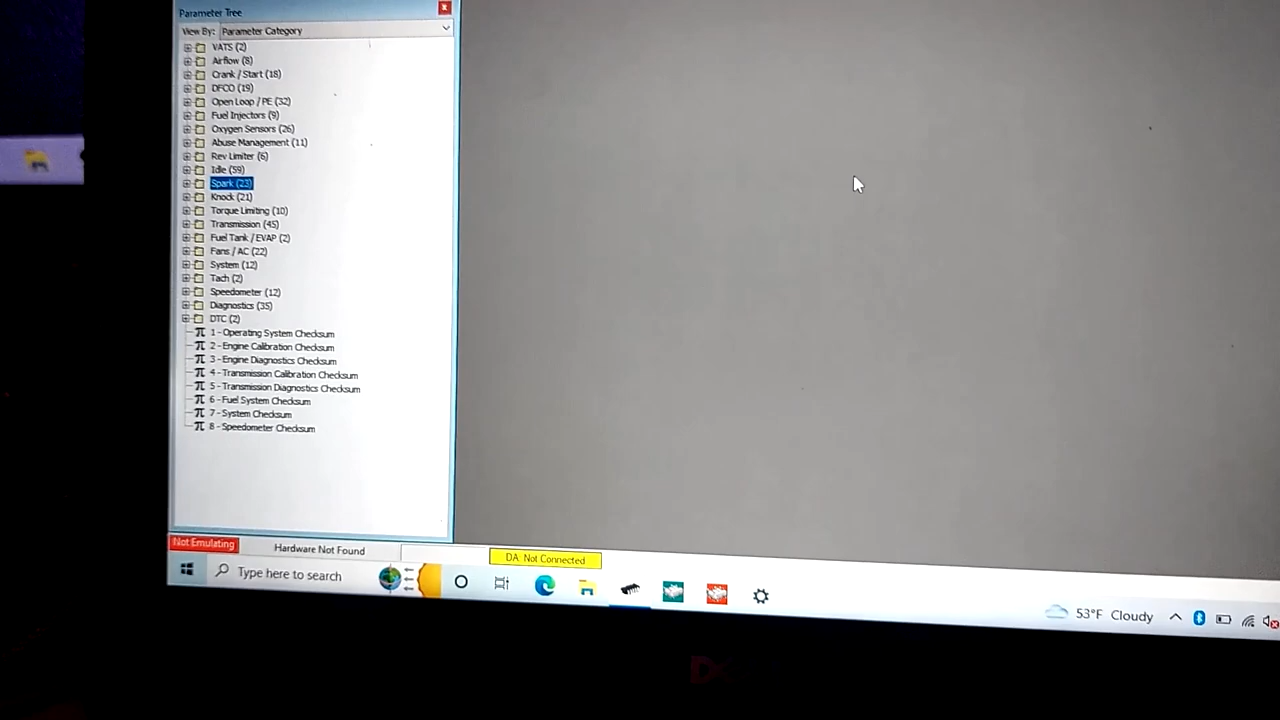 Parameter Tree
View By: Parameter Category
VATS (2)
Airflow (8)
Crank / Start (18)
DFCO (19)
Open Loop / PE (32)
Fuel Injectors (9)
Oxygen Sensors (26)
Abuse Management (11)
Rev Limiter (6)
Idle (59)
Spark (23)
Knock (21)
Torque Limiting (10)
Transmission (45)
Fuel Tank / EVAP (2)
Fans / AC (22)
System (12)
Tach (2)
Speedometer (12)
Diagnostics (35)
DTC (2)
1 - Operating System Checksum
2 - Engine Calibration Checksum
3 - Engine Diagnostics Checksum
4 - Transmission Calibration Checksum
5 - Transmission Diagnostics Checksum
6 - Fuel System Checksum
7 - System Checksum
8 - Speedometer Checksum
Not Emulating Hardware Not Found DA Not Connected
Type here to search 53°F Cloudy